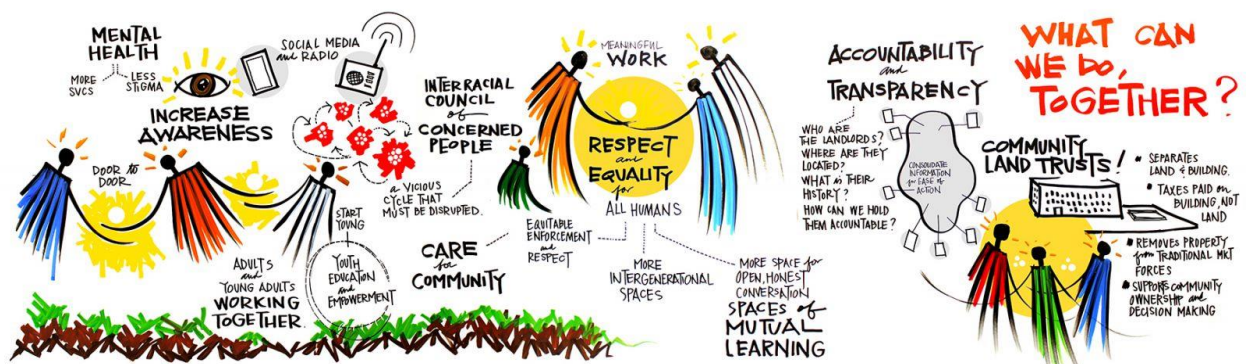 MENTAL
HEALTH
MORE
SVCS
LESS
STIGMA
SOCIAL MEDIA
and RADIO
INCREASE
AWARENESS
DOOR to
DOOR
INTERRACIAL
COUNCIL
of
CONCERNED
PEOPLE
a VICIOUS
CYCLE THAT
MUST BE DISRUPTED.
START
YOUNG
YOUTH
EDUCATION
and
EMPOWERMENT
ADULTS
and
YOUNG ADULTS
WORKING
TOGETHER.
CARE
for
COMMUNITY
MEANINGFUL
WORK
RESPECT
and
EQUALITY
for
ALL HUMANS
EQUITABLE
ENFORCEMENT
and
RESPECT
MORE
INTERGENERATIONAL
SPACES
MORE SPACE for
OPEN, HONEST
CONVERSATION
SPACES of
MUTUAL
LEARNING
ACCOUNTABILITY
and
TRANSPARENCY
WHO ARE
THE LANDLORDS?
WHERE ARE THEY
LOCATED?
WHAT is THEIR
HISTORY?
HOW CAN WE HOLD
THEM ACCOUNTABLE?
CONSOLIDATE
INFORMATION
for EASE of
ACTION
WHAT CAN
WE DO,
TOGETHER?
COMMUNITY
LAND TRUSTS!
SEPARATES
LAND & BUILDING.
TAXES PAID on
BUILDING, NOT
LAND
REMOVES PROPERTY
from TRADITIONAL MKT
FORCES
SUPPORTS COMMUNITY
OWNERSHIP and
DECISION MAKING